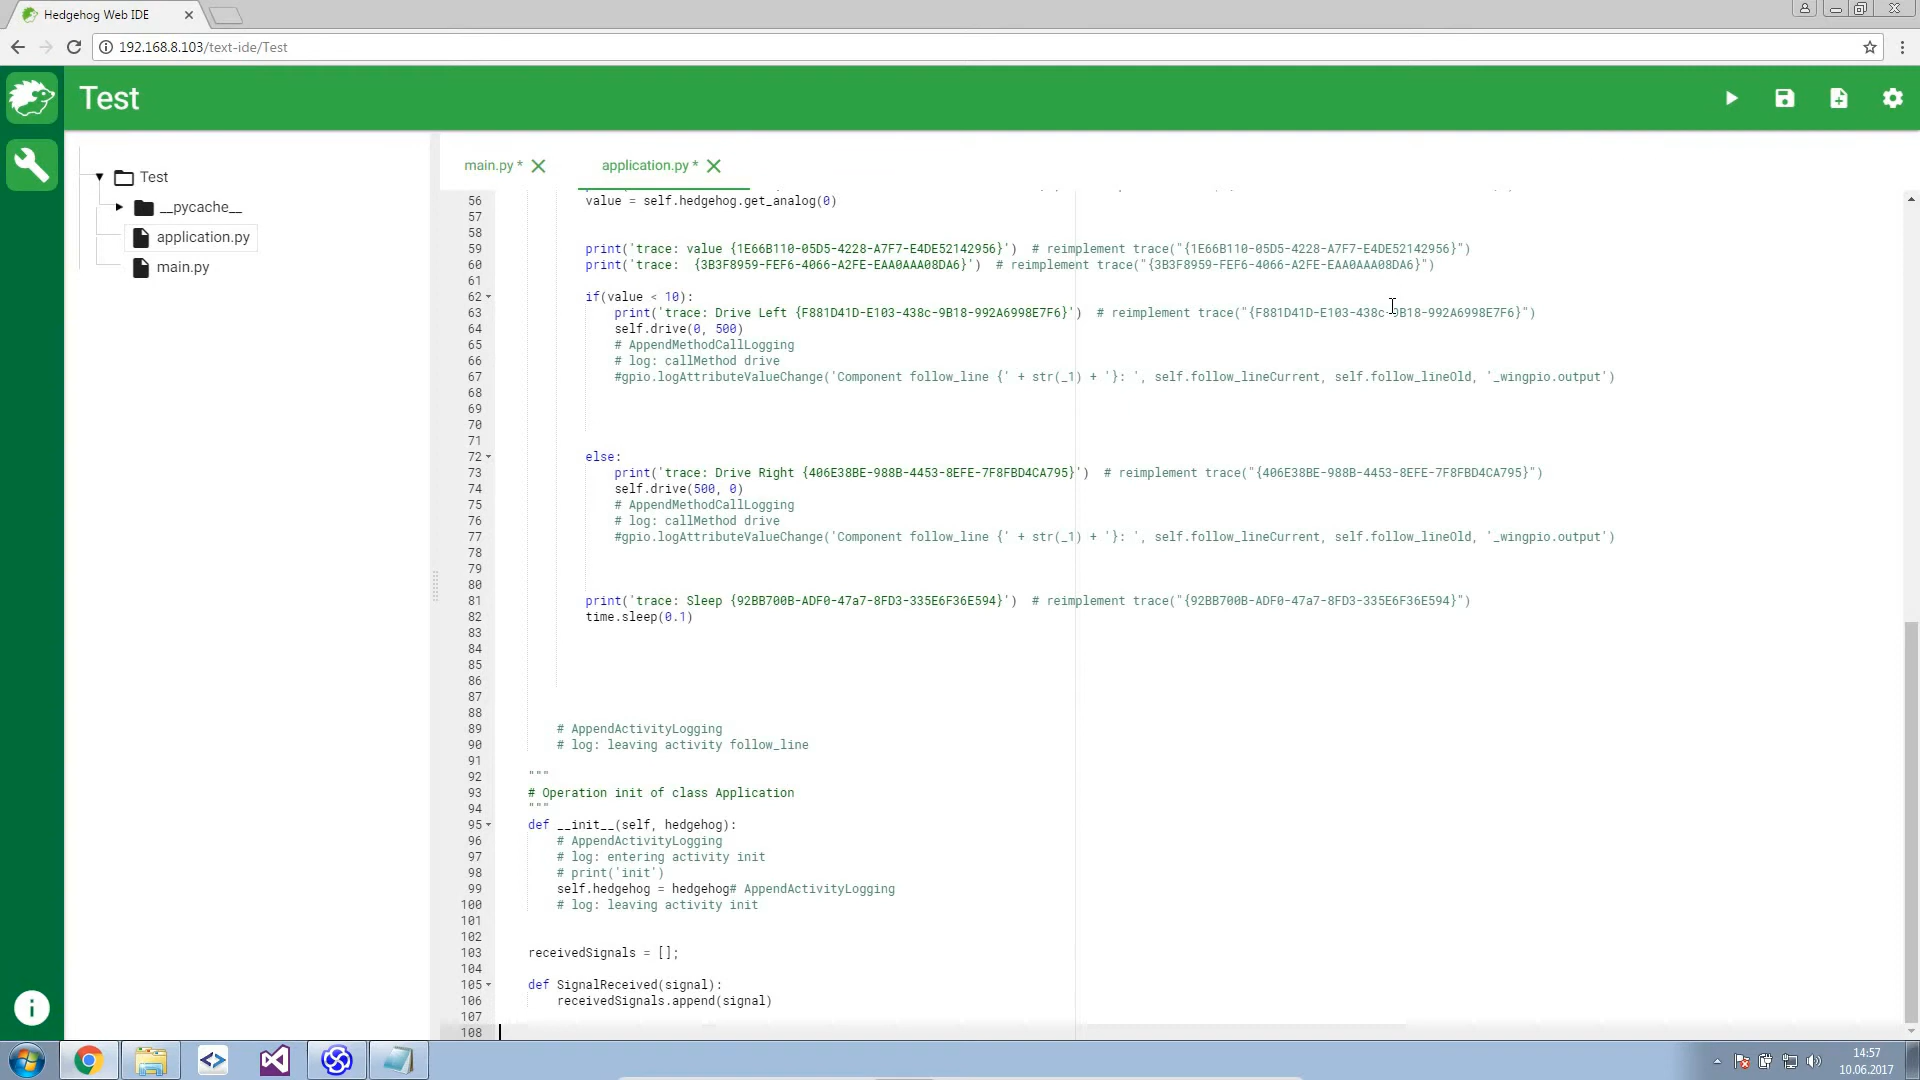 Hedgehog Web IDE
192.168.8.103/text-ide/Test
Test
Test
__pycache__
application.py
main.py
main.py *
application.py *
56 value = self.hedgehog.get_analog(0)
57
58
59 print('trace: value {1E66B110-05D5-4228-A7F7-E4DE52142956}')  # reimplement trace("{1E66B110-05D5-4228-A7F7-E4DE52142956}")
60 print('trace:  {3B3F8959-FEF6-4066-A2FE-EAA0AAA08DA6}')  # reimplement trace("{3B3F8959-FEF6-4066-A2FE-EAA0AAA08DA6}")
61
62 if(value < 10):
63 print('trace: Drive Left {F881D41D-E103-438c-9B18-992A6998E7F6}')  # reimplement trace("{F881D41D-E103-438c-9B18-992A6998E7F6}")
64 self.drive(0, 500)
65 # AppendMethodCallLogging
66 # log: callMethod drive
67 #gpio.logAttributeValueChange('Component follow_line {' + str(_1) + '}: ', self.follow_lineCurrent, self.follow_lineOld, '_wingpio.output')
68
69
70
71
72 else:
73 print('trace: Drive Right {406E38BE-988B-4453-8EFE-7F8FBD4CA795}')  # reimplement trace("{406E38BE-988B-4453-8EFE-7F8FBD4CA795}")
74 self.drive(500, 0)
75 # AppendMethodCallLogging
76 # log: callMethod drive
77 #gpio.logAttributeValueChange('Component follow_line {' + str(_1) + '}: ', self.follow_lineCurrent, self.follow_lineOld, '_wingpio.output')
78
79
80
81 print('trace: Sleep {92BB700B-ADF0-47a7-8FD3-335E6F36E594}')  # reimplement trace("{92BB700B-ADF0-47a7-8FD3-335E6F36E594}")
82 time.sleep(0.1)
83
84
85
86
87
88
89 # AppendActivityLogging
90 # log: leaving activity follow_line
91
92 """
93 # Operation init of class Application
94 """
95 def __init__(self, hedgehog):
96 # AppendActivityLogging
97 # log: entering activity init
98 # print('init')
99 self.hedgehog = hedgehog# AppendActivityLogging
100 # log: leaving activity init
101
102
103 receivedSignals = [];
104
105 def SignalReceived(signal):
106 receivedSignals.append(signal)
107
108
14:57
10.06.2017